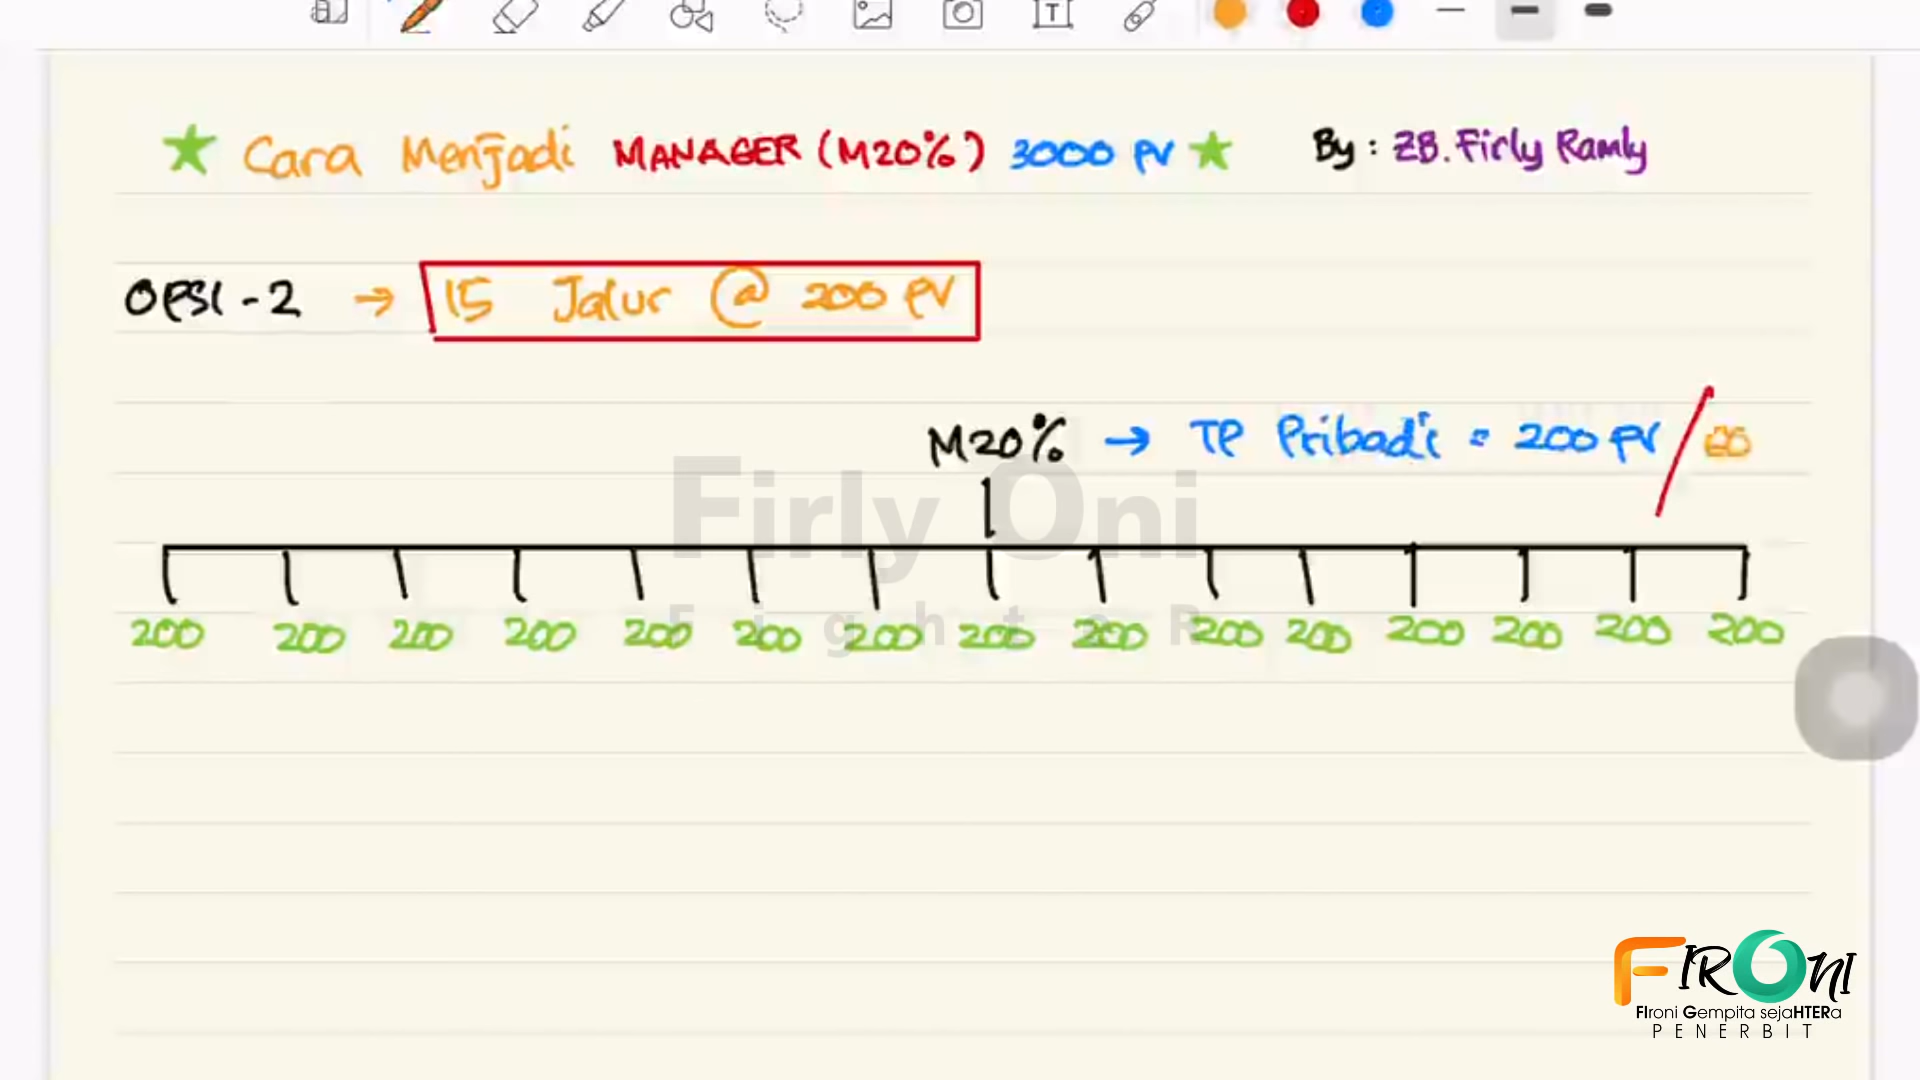 Cara Menjadi MANAGER (M20%) 3000 PV By : ZB. Firly Ramly
OPSI - 2 → 15 Jalur @ 200 PV
M20% → TP Pribadi = 200 PV /
Firly Oni
FighteR
200 200 200 200 200 200 200 200 200 200 200 200 200 200 200
FIRONI
FIroni Gempita sejaHTERa
PENERBIT